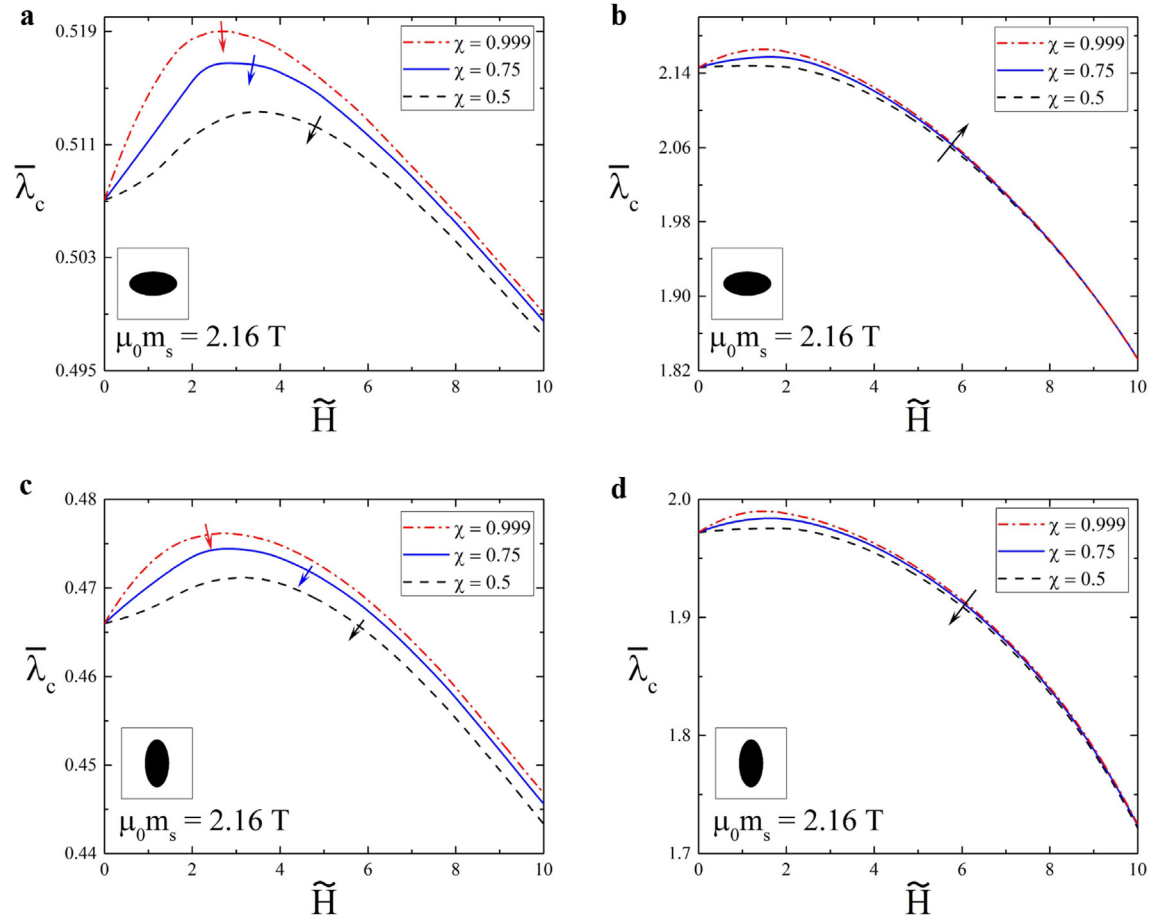 a
0.519
0.511
0.503
0.495
λ̄c
χ = 0.999
χ = 0.75
χ = 0.5
μ0ms = 2.16 T
0 2 4 6 8 10
H̃
b
2.14
2.06
1.98
1.90
1.82
λ̄c
χ = 0.999
χ = 0.75
χ = 0.5
μ0ms = 2.16 T
0 2 4 6 8 10
H̃
c
0.48
0.47
0.46
0.45
0.44
λ̄c
χ = 0.999
χ = 0.75
χ = 0.5
μ0ms = 2.16 T
0 2 4 6 8 10
H̃
d
2.0
1.9
1.8
1.7
λ̄c
χ = 0.999
χ = 0.75
χ = 0.5
μ0ms = 2.16 T
0 2 4 6 8 10
H̃